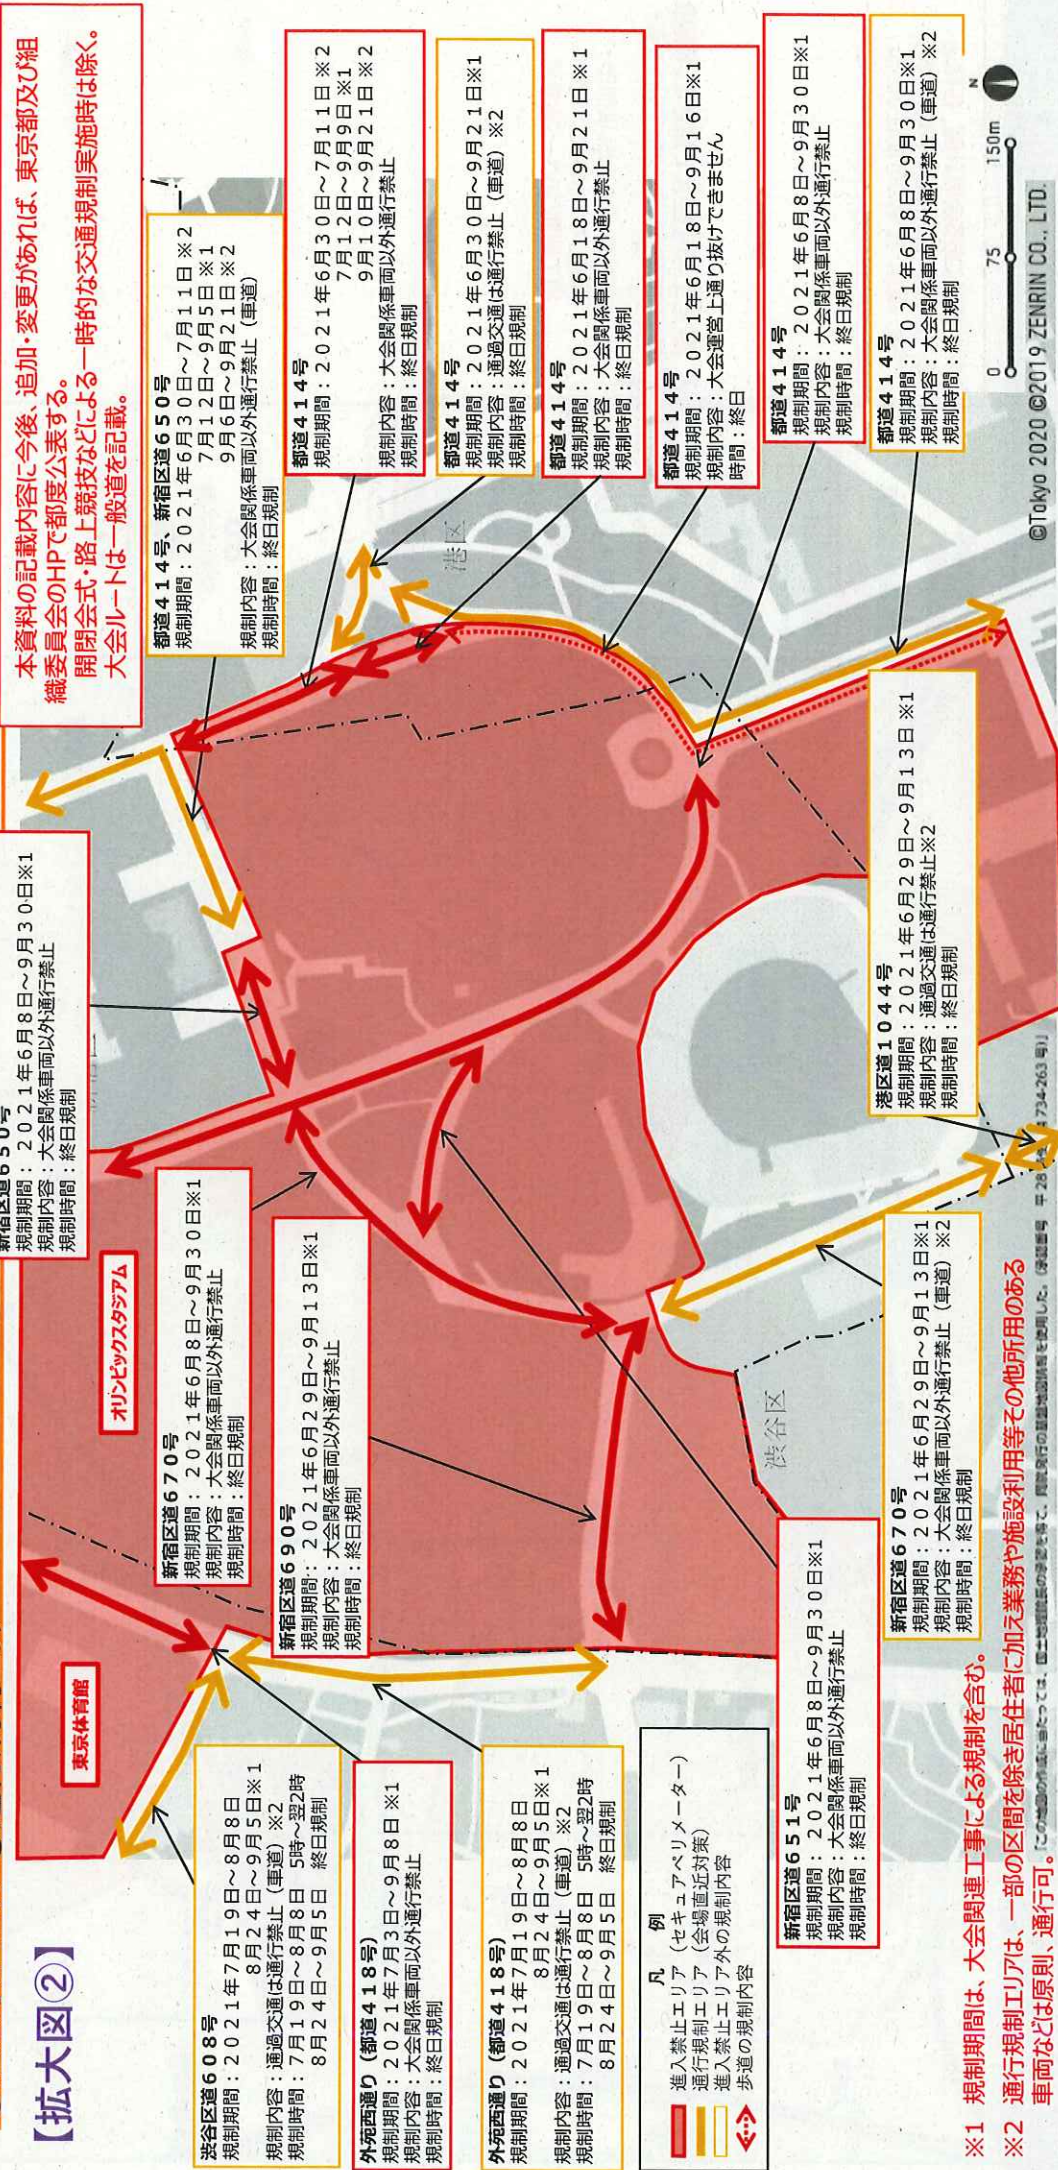 【拡大図②】
本資料の記載内容に今後、追加・変更があれば、東京都及び組
織委員会のHPで都度公表する。
開閉会式・路上競技などによる一時的な交通規制実施時は除く。
大会ルートは一般道を記載。
新宿区道650号
規制期間：2021年6月8日～9月30日※1
規制内容：大会関係車両以外通行禁止
規制時間：終日規制
都道414号、新宿区道650号
規制期間：2021年6月30日～7月1日※2
7月12日～9月5日※1
9月6日～9月21日※2
規制内容：大会関係車両以外通行禁止（車道）
規制時間：終日規制
都道414号
規制期間：2021年6月30日～7月11日※2
7月12日～9月9日※1
9月10日～9月21日※2
規制内容：大会関係車両以外通行禁止
規制時間：終日規制
都道414号
規制期間：2021年6月30日～9月21日※1
規制内容：通過交通は通行禁止（車道）※2
規制時間：終日規制
都道414号
規制期間：2021年6月18日～9月21日※1
規制内容：大会関係車両以外通行禁止
規制時間：終日規制
都道414号
規制期間：2021年6月18日～9月16日※1
規制内容：大会運営上通り抜けできません
時間：終日
都道414号
規制期間：2021年6月8日～9月30日※1
規制内容：大会関係車両以外通行禁止
規制時間：終日規制
都道414号
規制期間：2021年6月8日～9月30日※1
規制内容：大会関係車両以外通行禁止（車道）※2
規制時間：終日規制
オリンピックスタジアム
東京体育館
港区
渋谷区
新宿区道670号
規制期間：2021年6月8日～9月30日※1
規制内容：大会関係車両以外通行禁止
規制時間：終日規制
新宿区道690号
規制期間：2021年6月29日～9月13日※1
規制内容：大会関係車両以外通行禁止
規制時間：終日規制
港区道1044号
規制期間：2021年6月29日～9月13日※1
規制内容：通過交通は通行禁止※2
規制時間：終日規制
新宿区道670号
規制期間：2021年6月29日～9月13日※1
規制内容：大会関係車両以外通行禁止（車道）※2
規制時間：終日規制
新宿区道651号
規制期間：2021年6月8日～9月30日※1
規制内容：大会関係車両以外通行禁止
規制時間：終日規制
渋谷区道608号
規制期間：2021年7月19日～8月8日
8月24日～9月5日※1
規制内容：通過交通は通行禁止（車道）※2
規制時間：7月19日～8月8日　5時～翌2時
8月24日～9月5日　終日規制
外苑西通り（都道418号）
規制期間：2021年7月3日～9月8日※1
規制内容：大会関係車両以外通行禁止
規制時間：終日規制
外苑西通り（都道418号）
規制期間：2021年7月19日～8月8日
8月24日～9月5日※1
規制内容：通過交通は通行禁止（車道）※2
規制時間：7月19日～8月8日　5時～翌2時
8月24日～9月5日　終日規制
凡　例
進入禁止エリア（セキュアペリメーター）
通行規制エリア（会場直近対策）
進入禁止エリア外の規制内容
歩道の規制内容
N
0 75 150m
©Tokyo 2020 ©2019 ZENRIN CO., LTD.
※1 規制期間は、大会関連工事による規制を含む。
※2 通行規制エリアは、一部の区間を除き居住者に加え業務や施設利用等その他所用のある
車両などは原則、通行可。